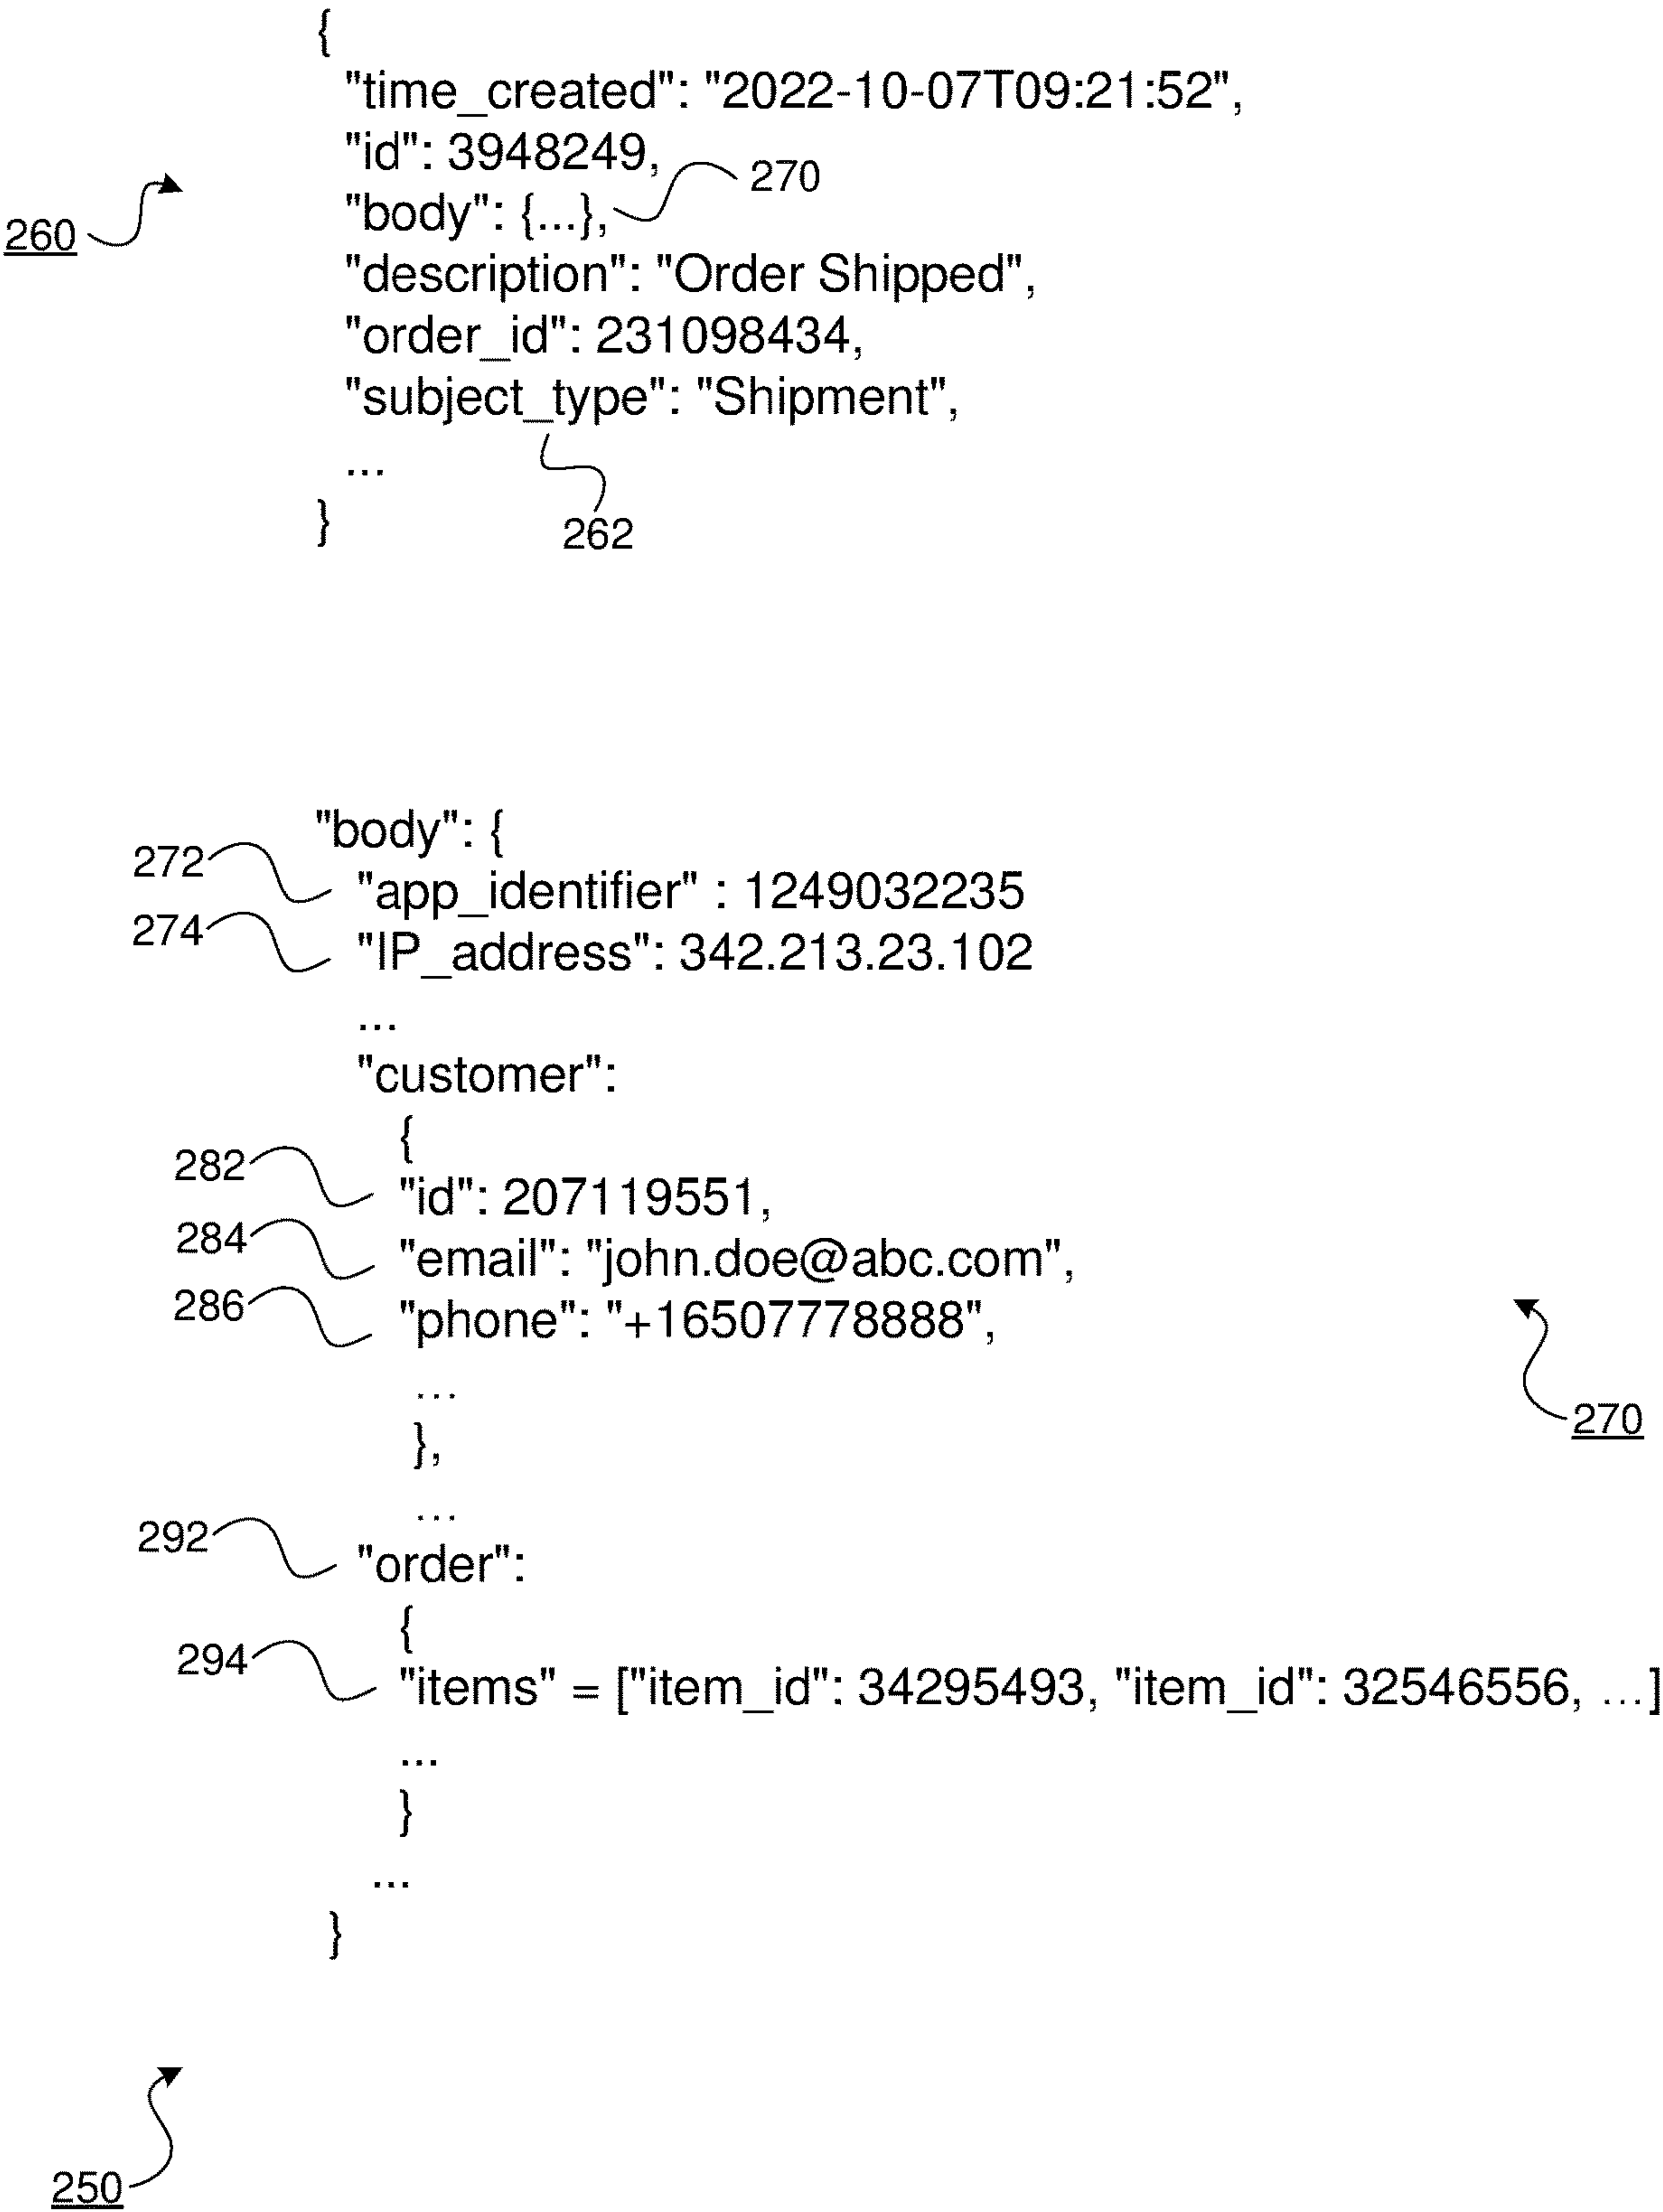 {
"time_created": "2022-10-07T09:21:52",
"id": 3948249,
270
"body": {...},
260
"description": "Order Shipped",
"order_id": 231098434,
"subject_type": "Shipment",
...
}
262
"body": {
272
"app_identifier" : 1249032235
274
"IP_address": 342.213.23.102
...
"customer":
{
282
"id": 207119551,
284
"email": "john.doe@abc.com",
286
"phone": "+16507778888",
...
270
},
...
292
"order":
{
294
"items" = ["item_id": 34295493, "item_id": 32546556, ...]
...
}
...
}
250